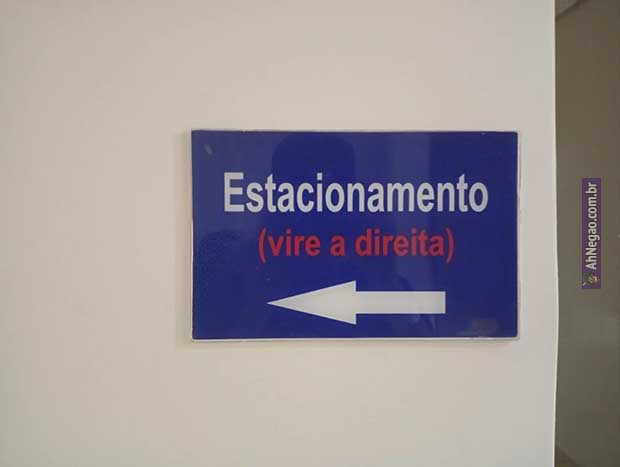 Estacionamento
(vire a direita)
AhNegao.com.br